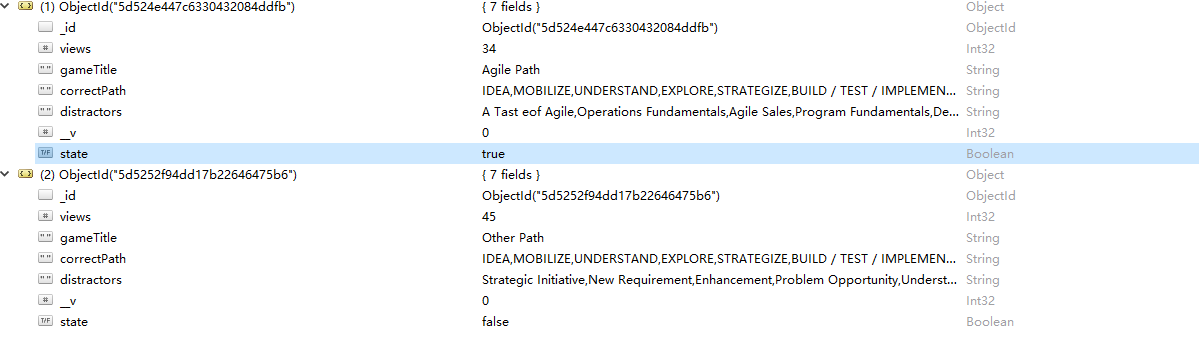 (1) ObjectId("5d524e447c6330432084ddfb") { 7 fields } Object
_id ObjectId("5d524e447c6330432084ddfb") ObjectId
# views 34 Int32
" " gameTitle Agile Path String
" " correctPath IDEA,MOBILIZE,UNDERSTAND,EXPLORE,STRATEGIZE,BUILD / TEST / IMPLEMEN... String
" " distractors A Tast eof Agile,Operations Fundamentals,Agile Sales,Program Fundamentals,De... String
# __v 0 Int32
T/F state true Boolean
(2) ObjectId("5d5252f94dd17b22646475b6") { 7 fields } Object
_id ObjectId("5d5252f94dd17b22646475b6") ObjectId
# views 45 Int32
" " gameTitle Other Path String
" " correctPath IDEA,MOBILIZE,UNDERSTAND,EXPLORE,STRATEGIZE,BUILD / TEST / IMPLEMEN... String
" " distractors Strategic Initiative,New Requirement,Enhancement,Problem Opportunity,Underst... String
# __v 0 Int32
T/F state false Boolean